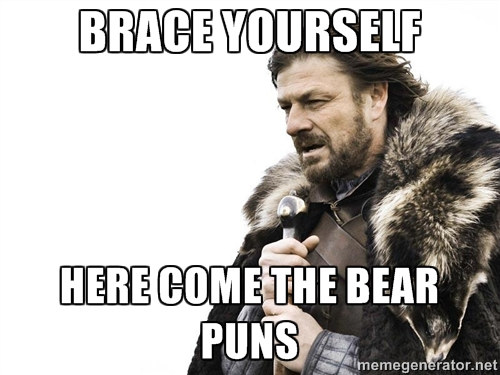 BRACE YOURSELF
HERE COME THE BEAR
PUNS
memegenerator.net